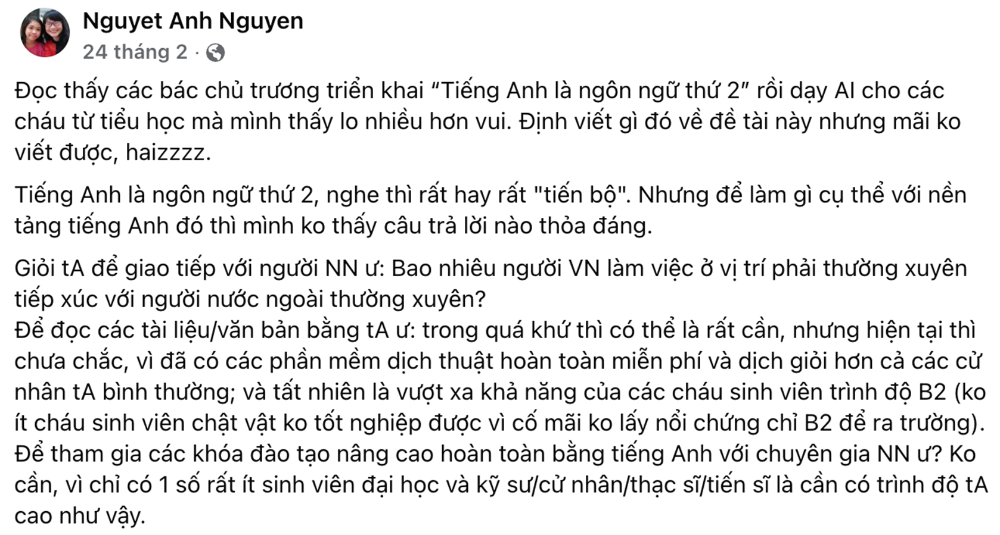 Nguyet Anh Nguyen
24 tháng 2 ·
Đọc thấy các bác chủ trương triển khai “Tiếng Anh là ngôn ngữ thứ 2” rồi dạy AI cho các
cháu từ tiểu học mà mình thấy lo nhiều hơn vui. Định viết gì đó về đề tài này nhưng mãi ko
viết được, haizzzz.
Tiếng Anh là ngôn ngữ thứ 2, nghe thì rất hay rất "tiến bộ". Nhưng để làm gì cụ thể với nền
tảng tiếng Anh đó thì mình ko thấy câu trả lời nào thỏa đáng.
Giỏi tA để giao tiếp với người NN ư: Bao nhiêu người VN làm việc ở vị trí phải thường xuyên
tiếp xúc với người nước ngoài thường xuyên?
Để đọc các tài liệu/văn bản bằng tA ư: trong quá khứ thì có thể là rất cần, nhưng hiện tại thì
chưa chắc, vì đã có các phần mềm dịch thuật hoàn toàn miễn phí và dịch giỏi hơn cả các cử
nhân tA bình thường; và tất nhiên là vượt xa khả năng của các cháu sinh viên trình độ B2 (ko
ít cháu sinh viên chật vật ko tốt nghiệp được vì cố mãi ko lấy nổi chứng chỉ B2 để ra trường).
Để tham gia các khóa đào tạo nâng cao hoàn toàn bằng tiếng Anh với chuyên gia NN ư? Ko
cần, vì chỉ có 1 số rất ít sinh viên đại học và kỹ sư/cử nhân/thạc sĩ/tiến sĩ là cần có trình độ tA
cao như vậy.